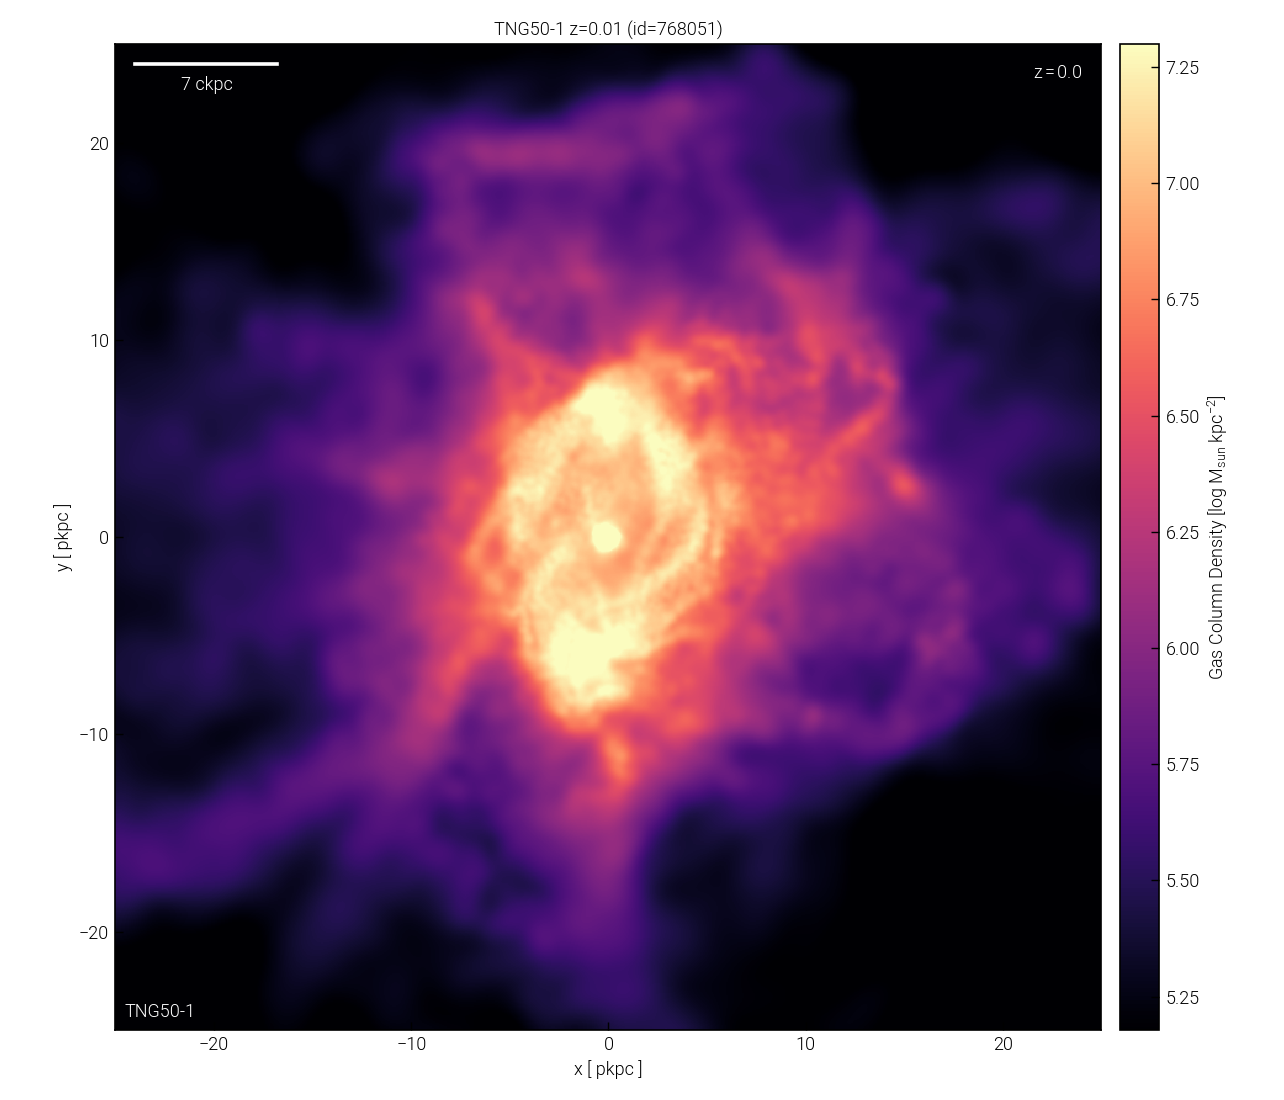 TNG50-1 z=0.01 (id=768051)
7 ckpc
z=0.0
TNG50-1
20
10
0
−10
−20
y [ pkpc ]
−20
−10
0
10
20
x [ pkpc ]
7.25
7.00
6.75
6.50
6.25
6.00
5.75
5.50
5.25
Gas Column Density [log M_sun kpc^−2]